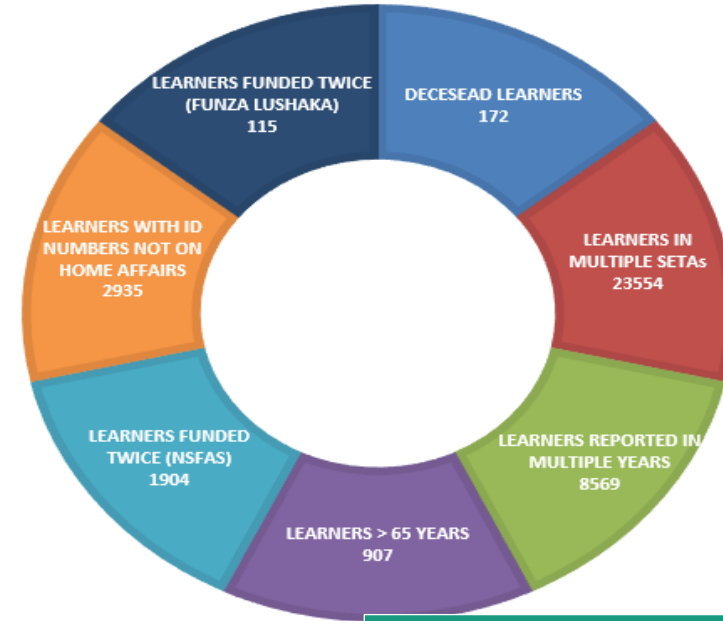 LEARNERS FUNDED TWICE
(FUNZA LUSHAKA)
115
DECESEAD LEARNERS
172
LEARNERS IN
MULTIPLE SETAs
23554
LEARNERS REPORTED IN
MULTIPLE YEARS
8569
LEARNERS > 65 YEARS
907
LEARNERS FUNDED
TWICE (NSFAS)
1904
LEARNERS WITH ID
NUMBERS NOT ON
HOME AFFAIRS
2935